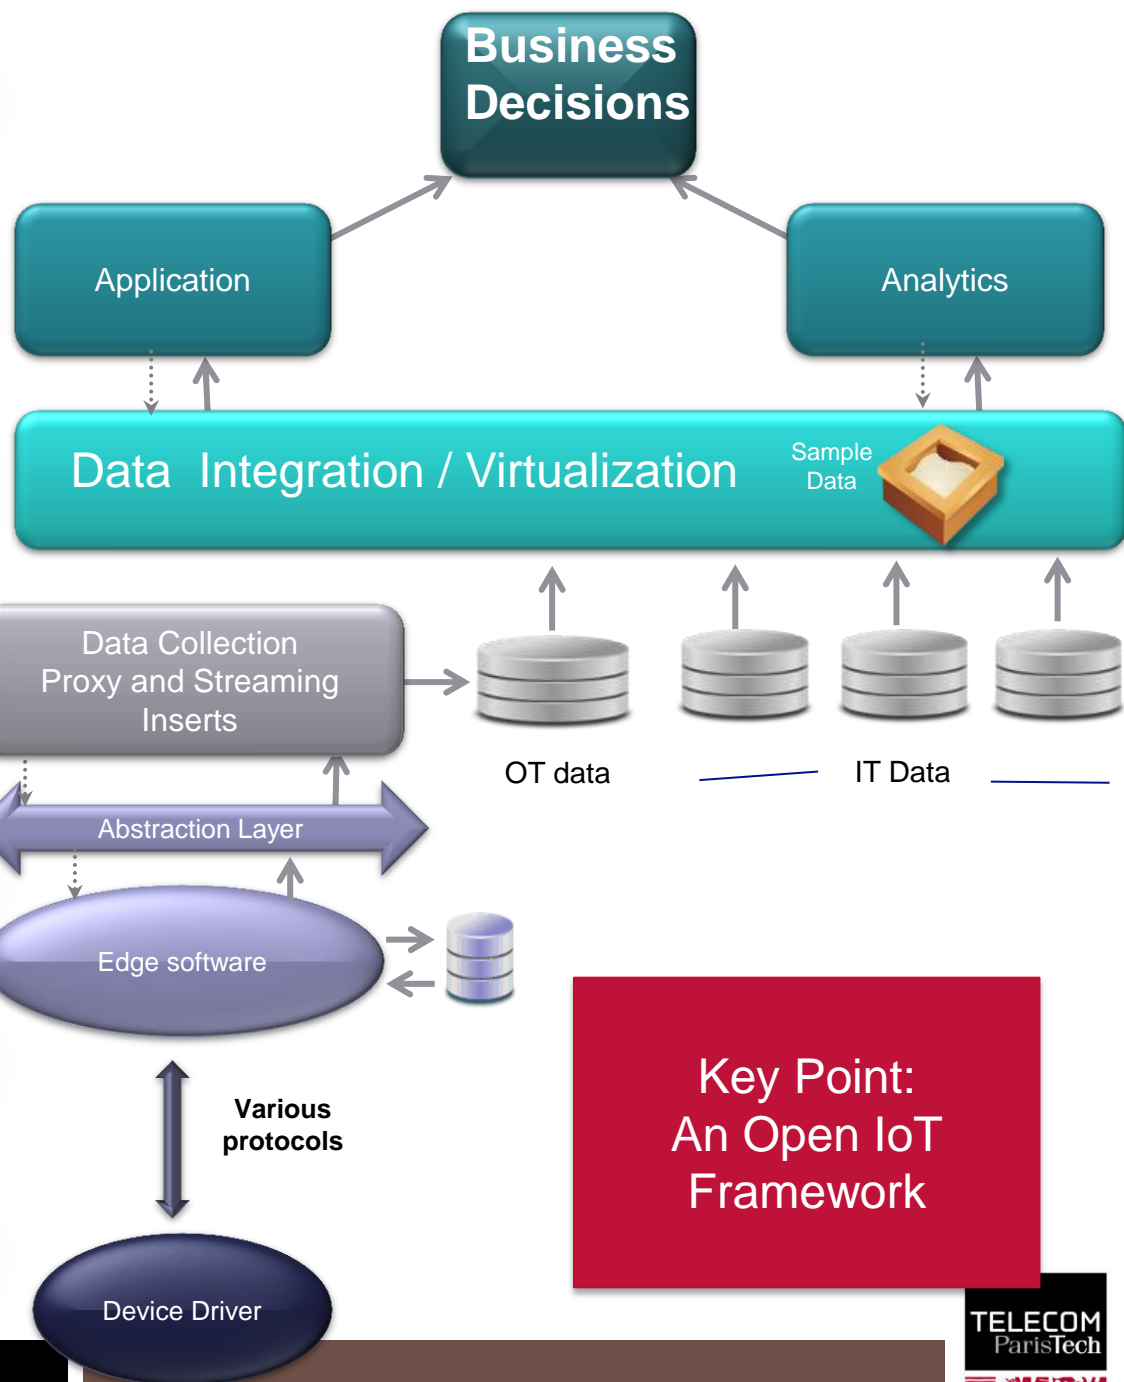 Business
Decisions
Application
Analytics
Data Integration / Virtualization
Sample
Data
Data Collection
Proxy and Streaming
Inserts
OT data
IT Data
Abstraction Layer
Edge software
Various
protocols
Key Point:
An Open IoT
Framework
Device Driver
TELECOM
ParisTech